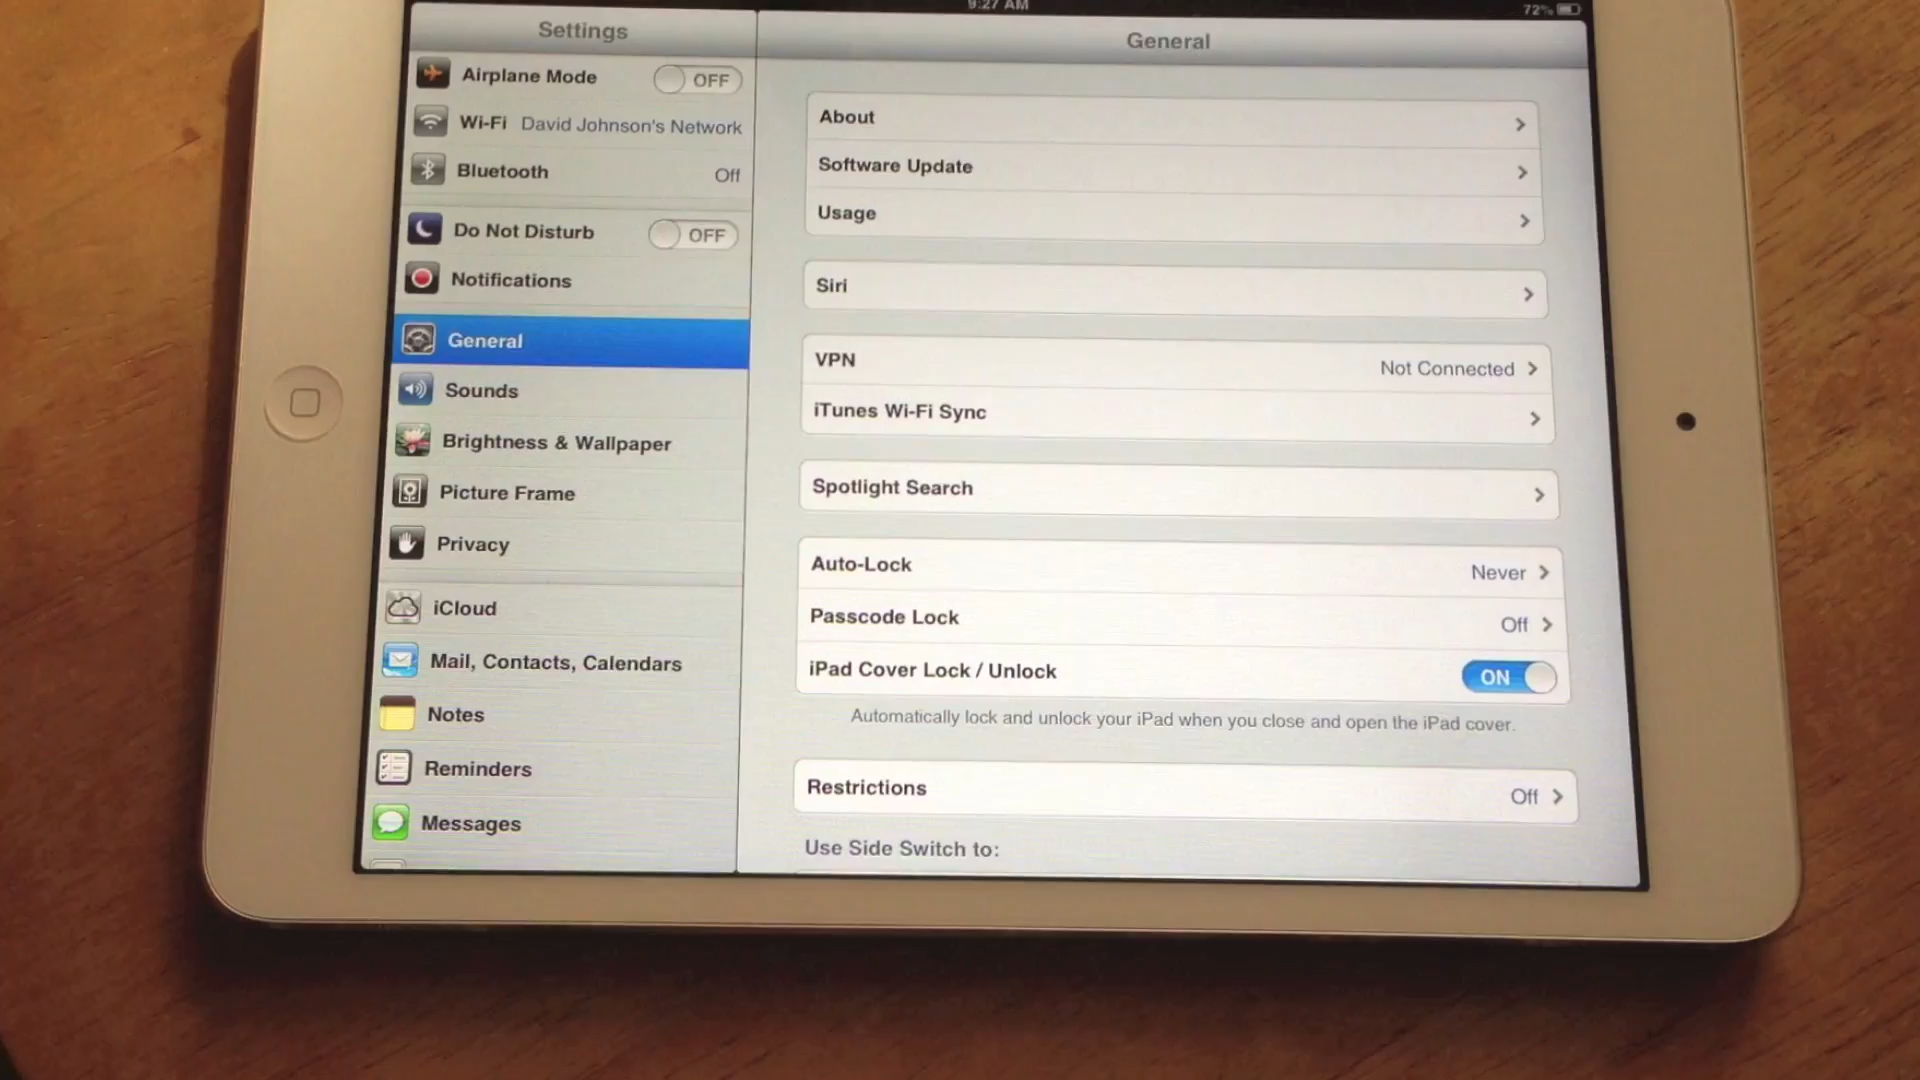 9:27 AM
72%
Settings
General
Airplane Mode OFF
Wi-Fi David Johnson's Network
Bluetooth Off
Do Not Disturb OFF
Notifications
General
Sounds
Brightness & Wallpaper
Picture Frame
Privacy
iCloud
Mail, Contacts, Calendars
Notes
Reminders
Messages
About
Software Update
Usage
Siri
VPN Not Connected
iTunes Wi-Fi Sync
Spotlight Search
Auto-Lock Never
Passcode Lock Off
iPad Cover Lock / Unlock ON
Automatically lock and unlock your iPad when you close and open the iPad cover.
Restrictions Off
Use Side Switch to: